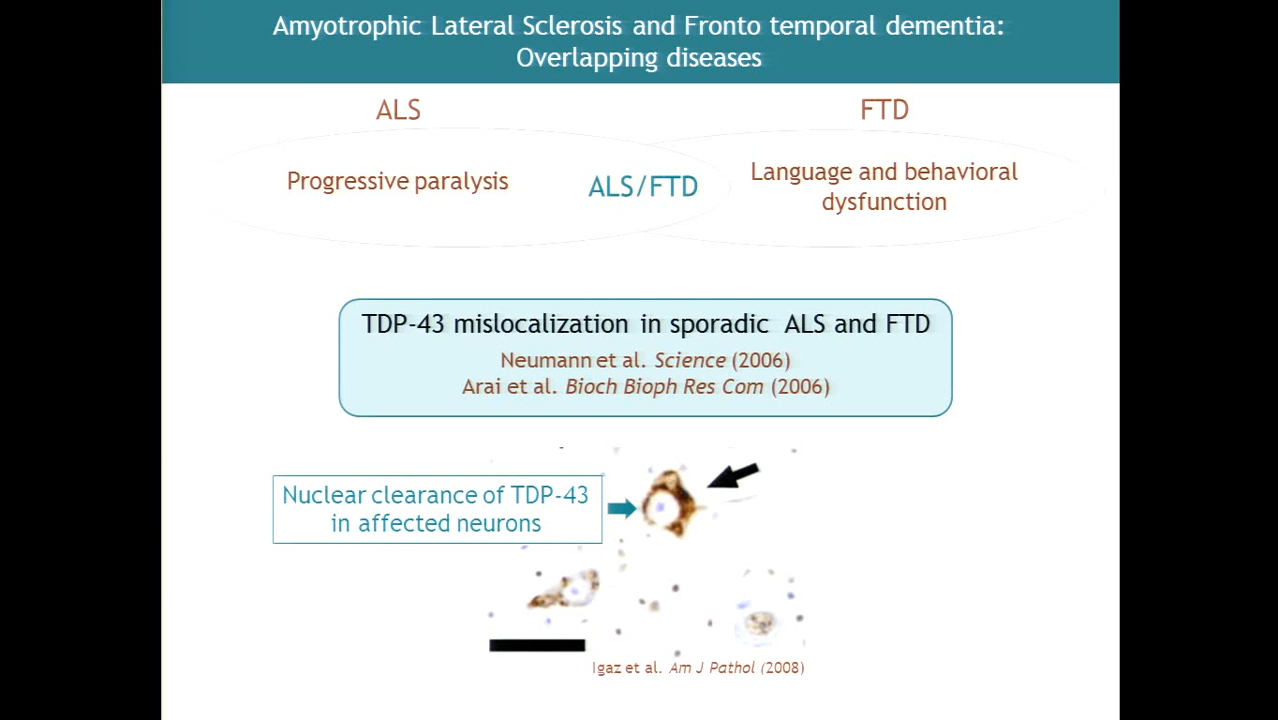 Amyotrophic Lateral Sclerosis and Fronto temporal dementia:
Overlapping diseases
ALS
FTD
Progressive paralysis
ALS/FTD
Language and behavioral
dysfunction
TDP-43 mislocalization in sporadic ALS and FTD
Neumann et al. Science (2006)
Arai et al. Bioch Bioph Res Com (2006)
Nuclear clearance of TDP-43
in affected neurons
Igaz et al. Am J Pathol (2008)